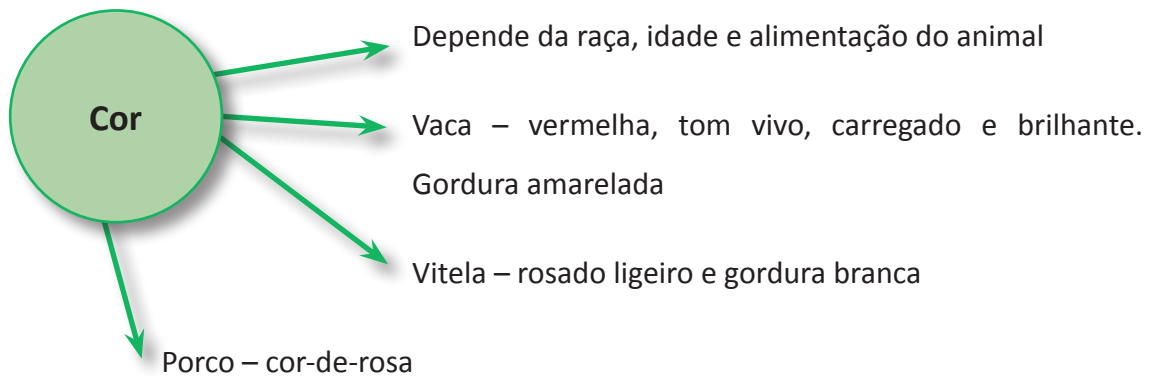 Depende da raça, idade e alimentação do animal
Cor
Vaca – vermelha, tom vivo, carregado e brilhante.
Gordura amarelada
Vitela – rosado ligeiro e gordura branca
Porco – cor-de-rosa